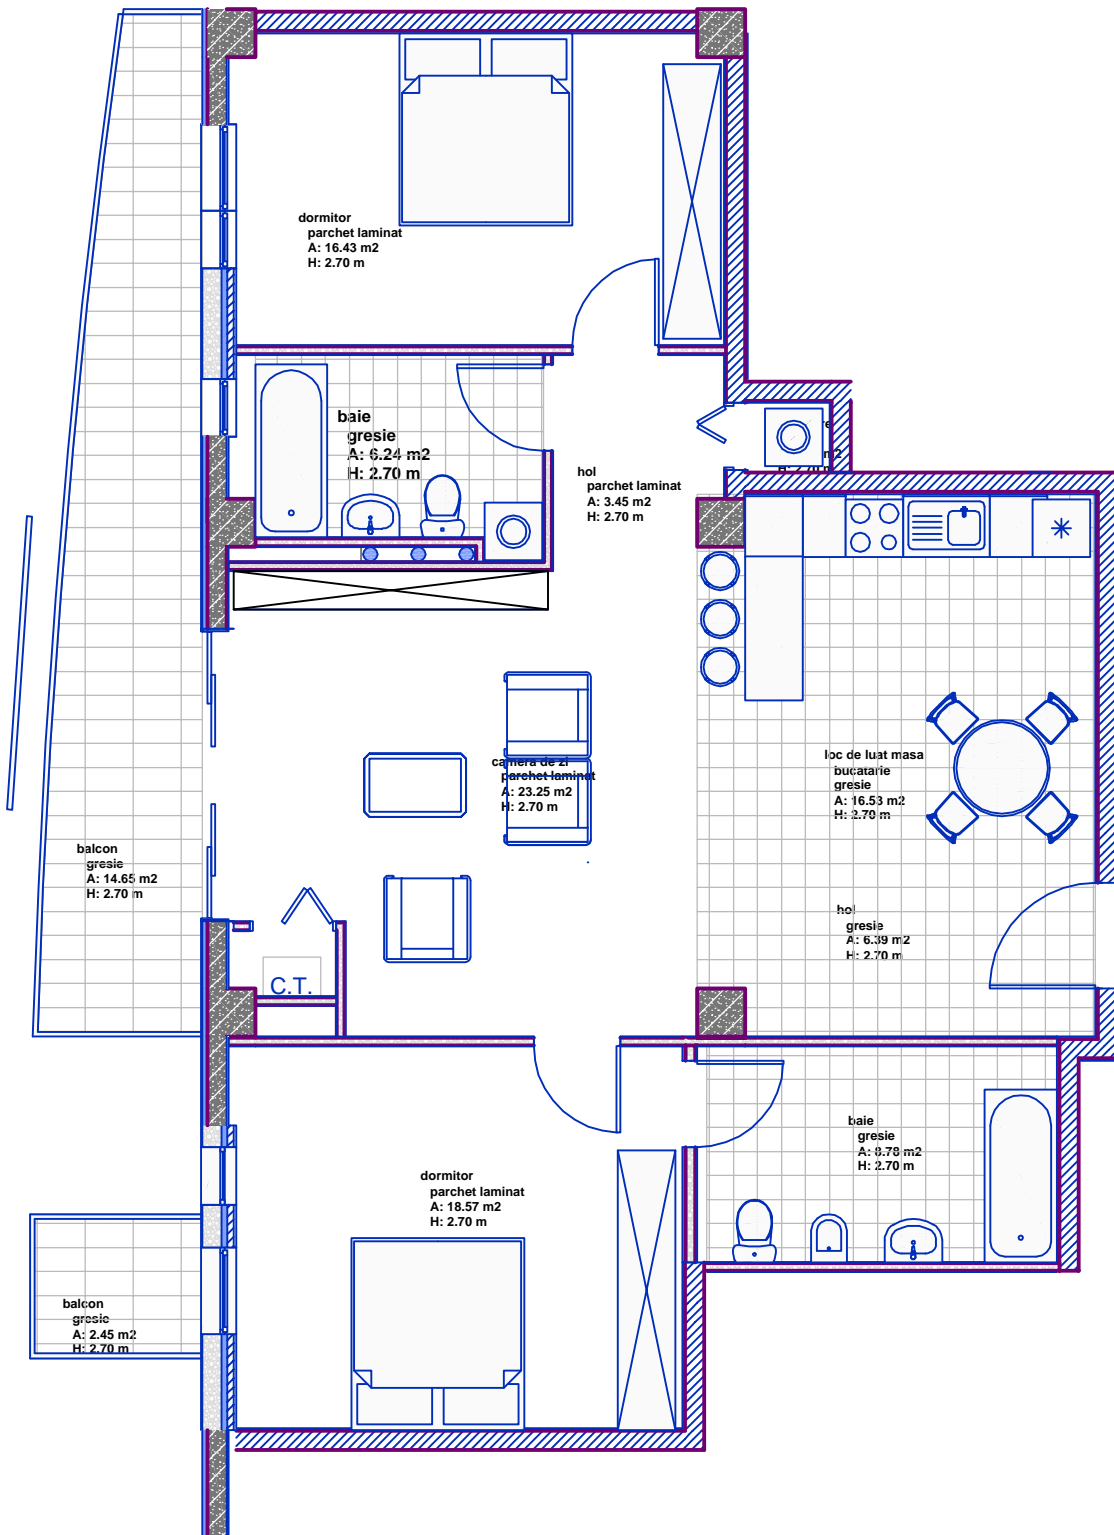 dormitor
parchet laminat
A: 16.43 m2
H: 2.70 m
baie
gresie
A: 6.24 m2
H: 2.70 m
hol
parchet laminat
A: 3.45 m2
H: 2.70 m
H: 2.70 m
camera de zi
parchet laminat
A: 23.25 m2
H: 2.70 m
loc de luat masa
bucatarie
gresie
A: 16.53 m2
H: 2.70 m
balcon
gresie
A: 14.65 m2
H: 2.70 m
hol
gresie
A: 6.39 m2
H: 2.70 m
C.T.
baie
gresie
A: 8.78 m2
H: 2.70 m
dormitor
parchet laminat
A: 18.57 m2
H: 2.70 m
balcon
gresie
A: 2.45 m2
H: 2.70 m